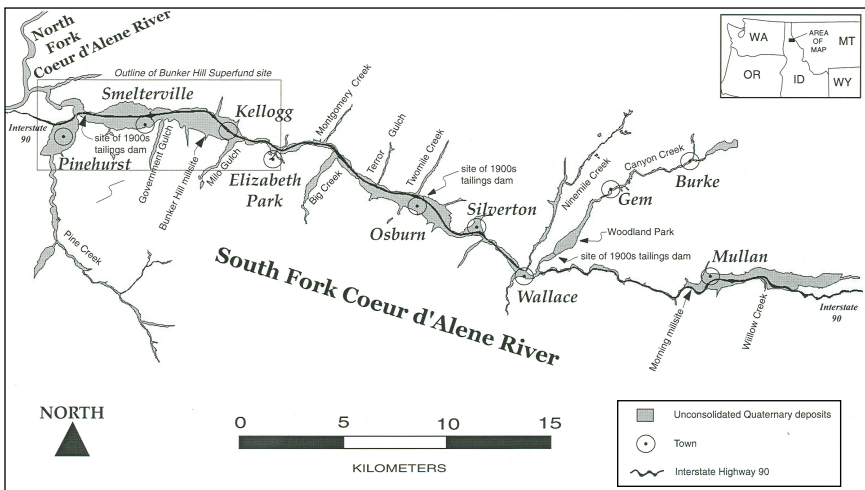 North
Fork
Coeur d'Alene River
Outline of Bunker Hill Superfund site
Smelterville
Kellogg
Interstate
90
site of 1900s
tailings dam
Pinehurst
Government Gulch
Bunker Hill millsite
Milo Gulch
Elizabeth
Park
Montgomery Creek
Big Creek
Terror Gulch
Twomile Creek
site of 1900s
tailings dam
Osburn
Silverton
Ninemile Creek
Canyon Creek
Burke
Gem
Woodland Park
site of 1900s tailings dam
Wallace
Mullan
Morning millsite
Willow Creek
Interstate
90
Pine Creek
South Fork Coeur d'Alene River
WA
MT
AREA
OF
MAP
OR
ID
WY
NORTH
0
5
10
15
KILOMETERS
Unconsolidated Quaternary deposits
Town
Interstate Highway 90